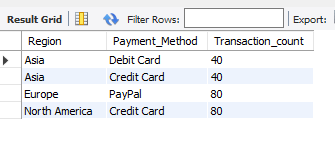 Result Grid Filter Rows: Export:
Region Payment_Method Transaction_count
Asia Debit Card 40
Asia Credit Card 40
Europe PayPal 80
North America Credit Card 80